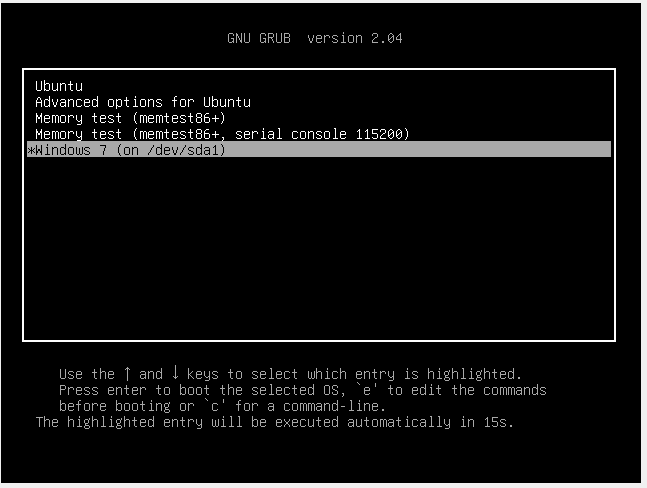 GNU GRUB  version 2.04
Ubuntu
Advanced options for Ubuntu
Memory test (memtest86+)
Memory test (memtest86+, serial console 115200)
*Windows 7 (on /dev/sda1)
Use the ↑ and ↓ keys to select which entry is highlighted.
Press enter to boot the selected OS, `e' to edit the commands
before booting or `c' for a command-line.
The highlighted entry will be executed automatically in 15s.